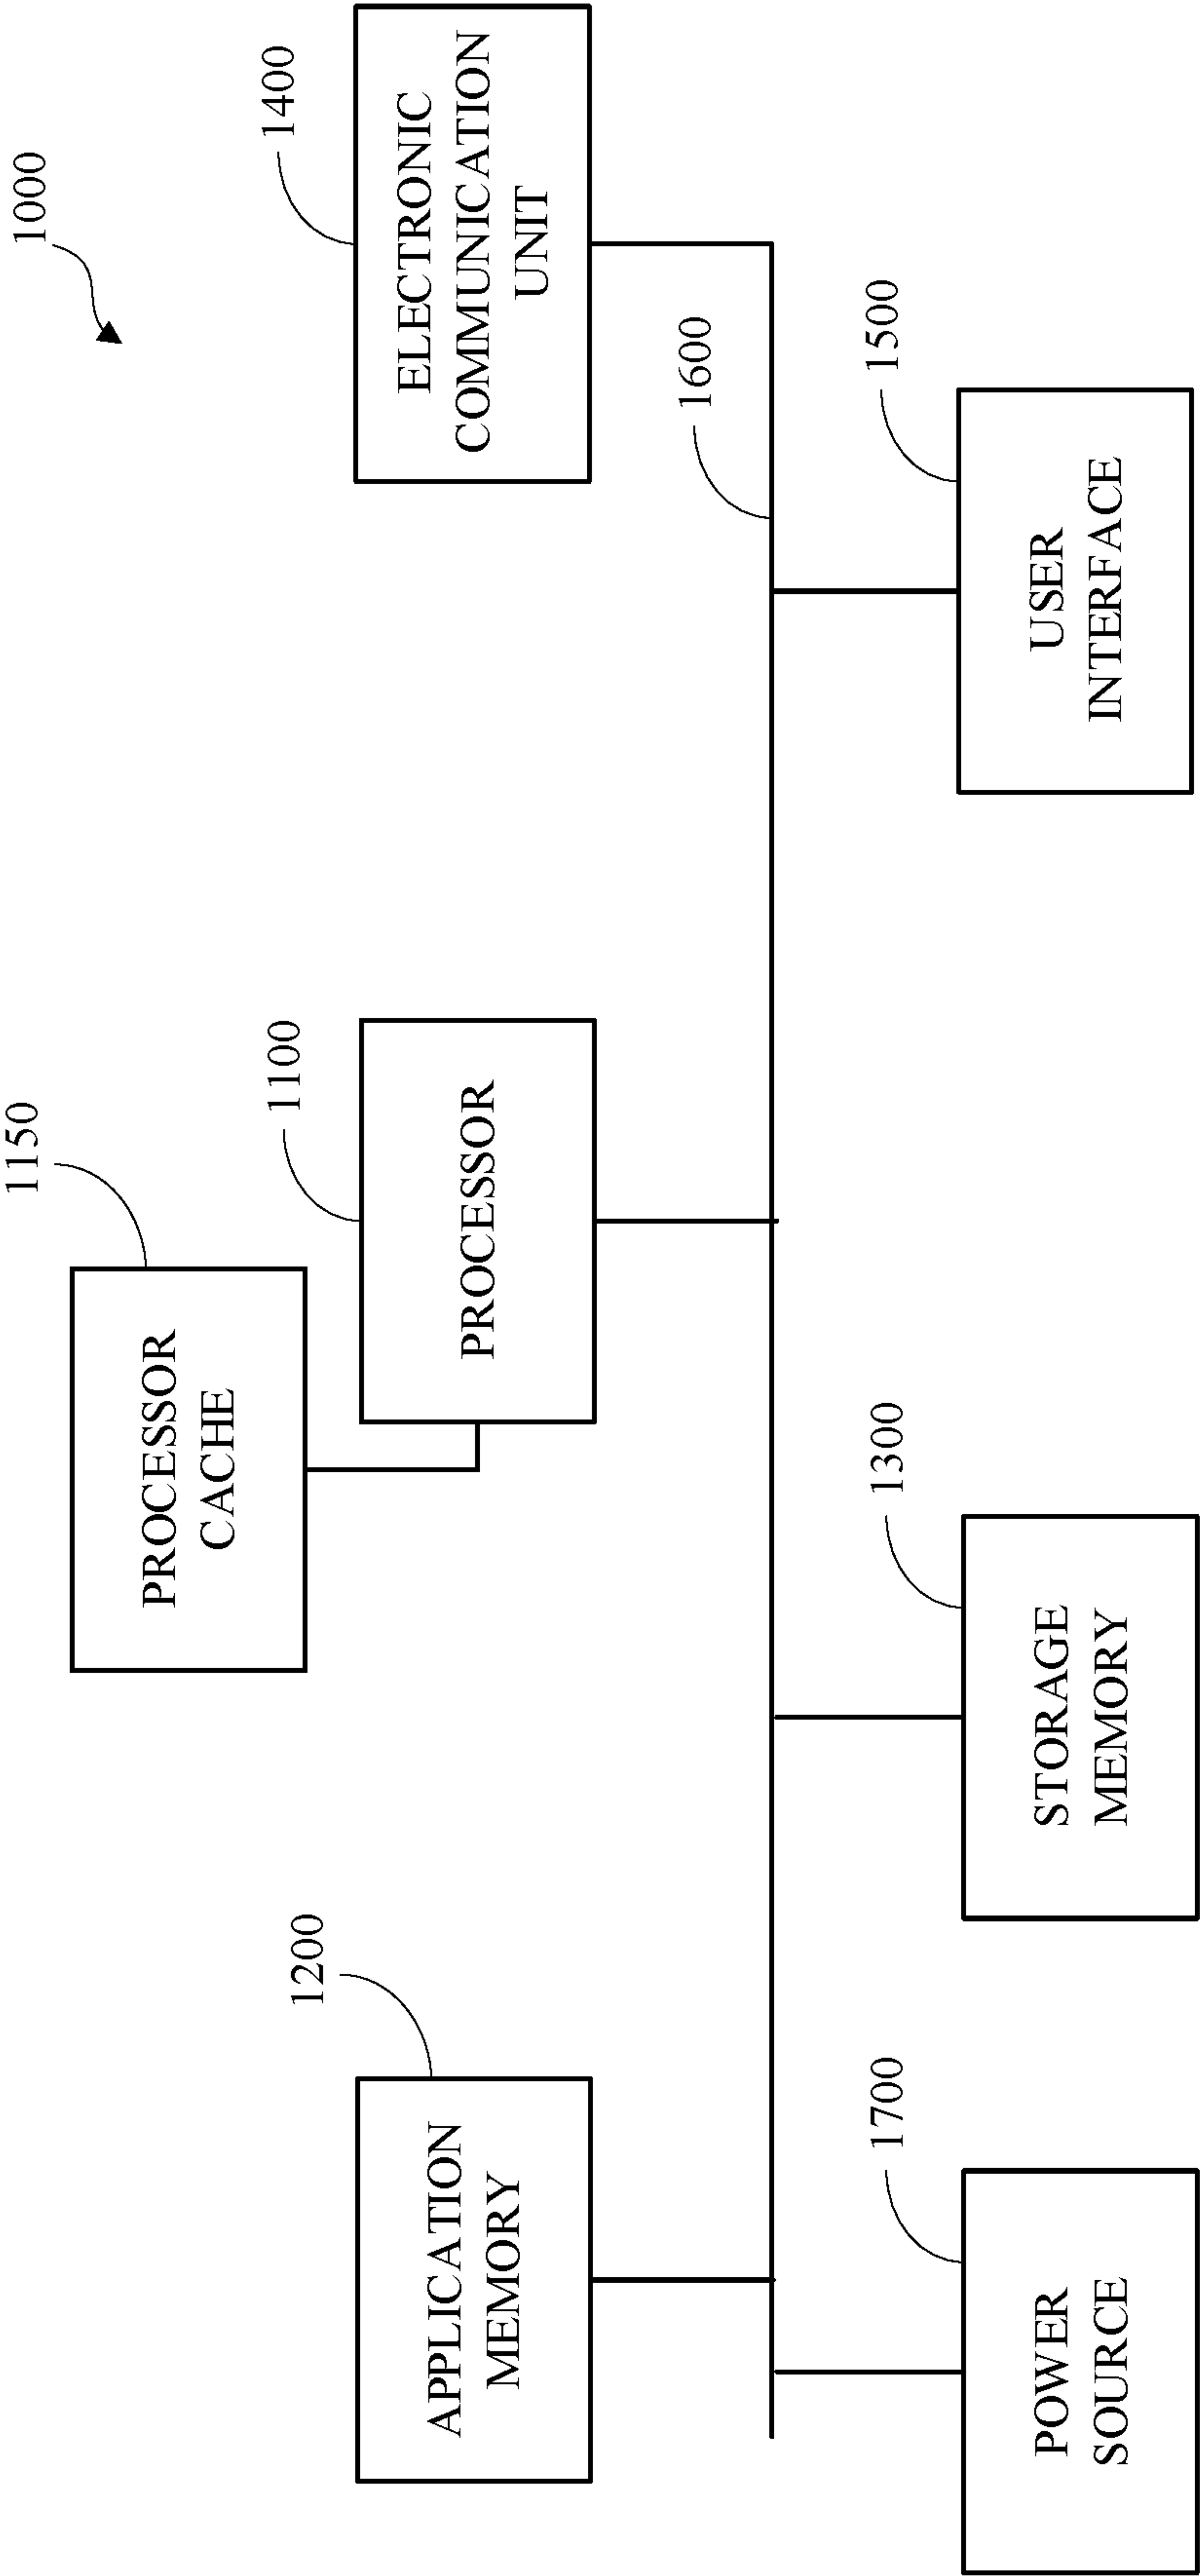 1000
1150
PROCESSOR
CACHE
1200
APPLICATION
MEMORY
1100
PROCESSOR
1400
ELECTRONIC
COMMUNICATION
UNIT
1600
1700
POWER
SOURCE
1300
STORAGE
MEMORY
1500
USER
INTERFACE